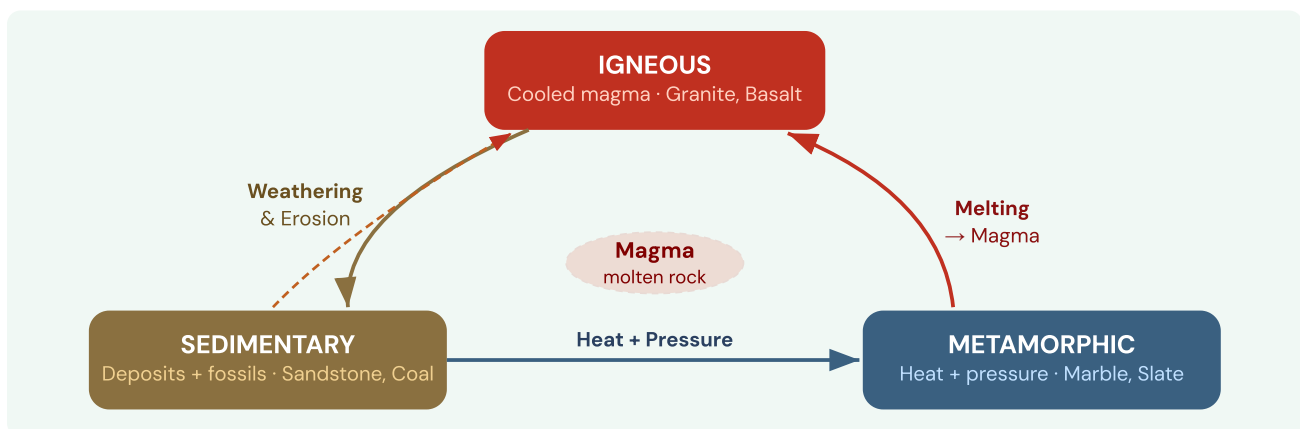 IGNEOUS
Cooled magma · Granite, Basalt
Weathering
& Erosion
Melting
→ Magma
Magma
molten rock
Heat + Pressure
SEDIMENTARY
Deposits + fossils · Sandstone, Coal
METAMORPHIC
Heat + pressure · Marble, Slate